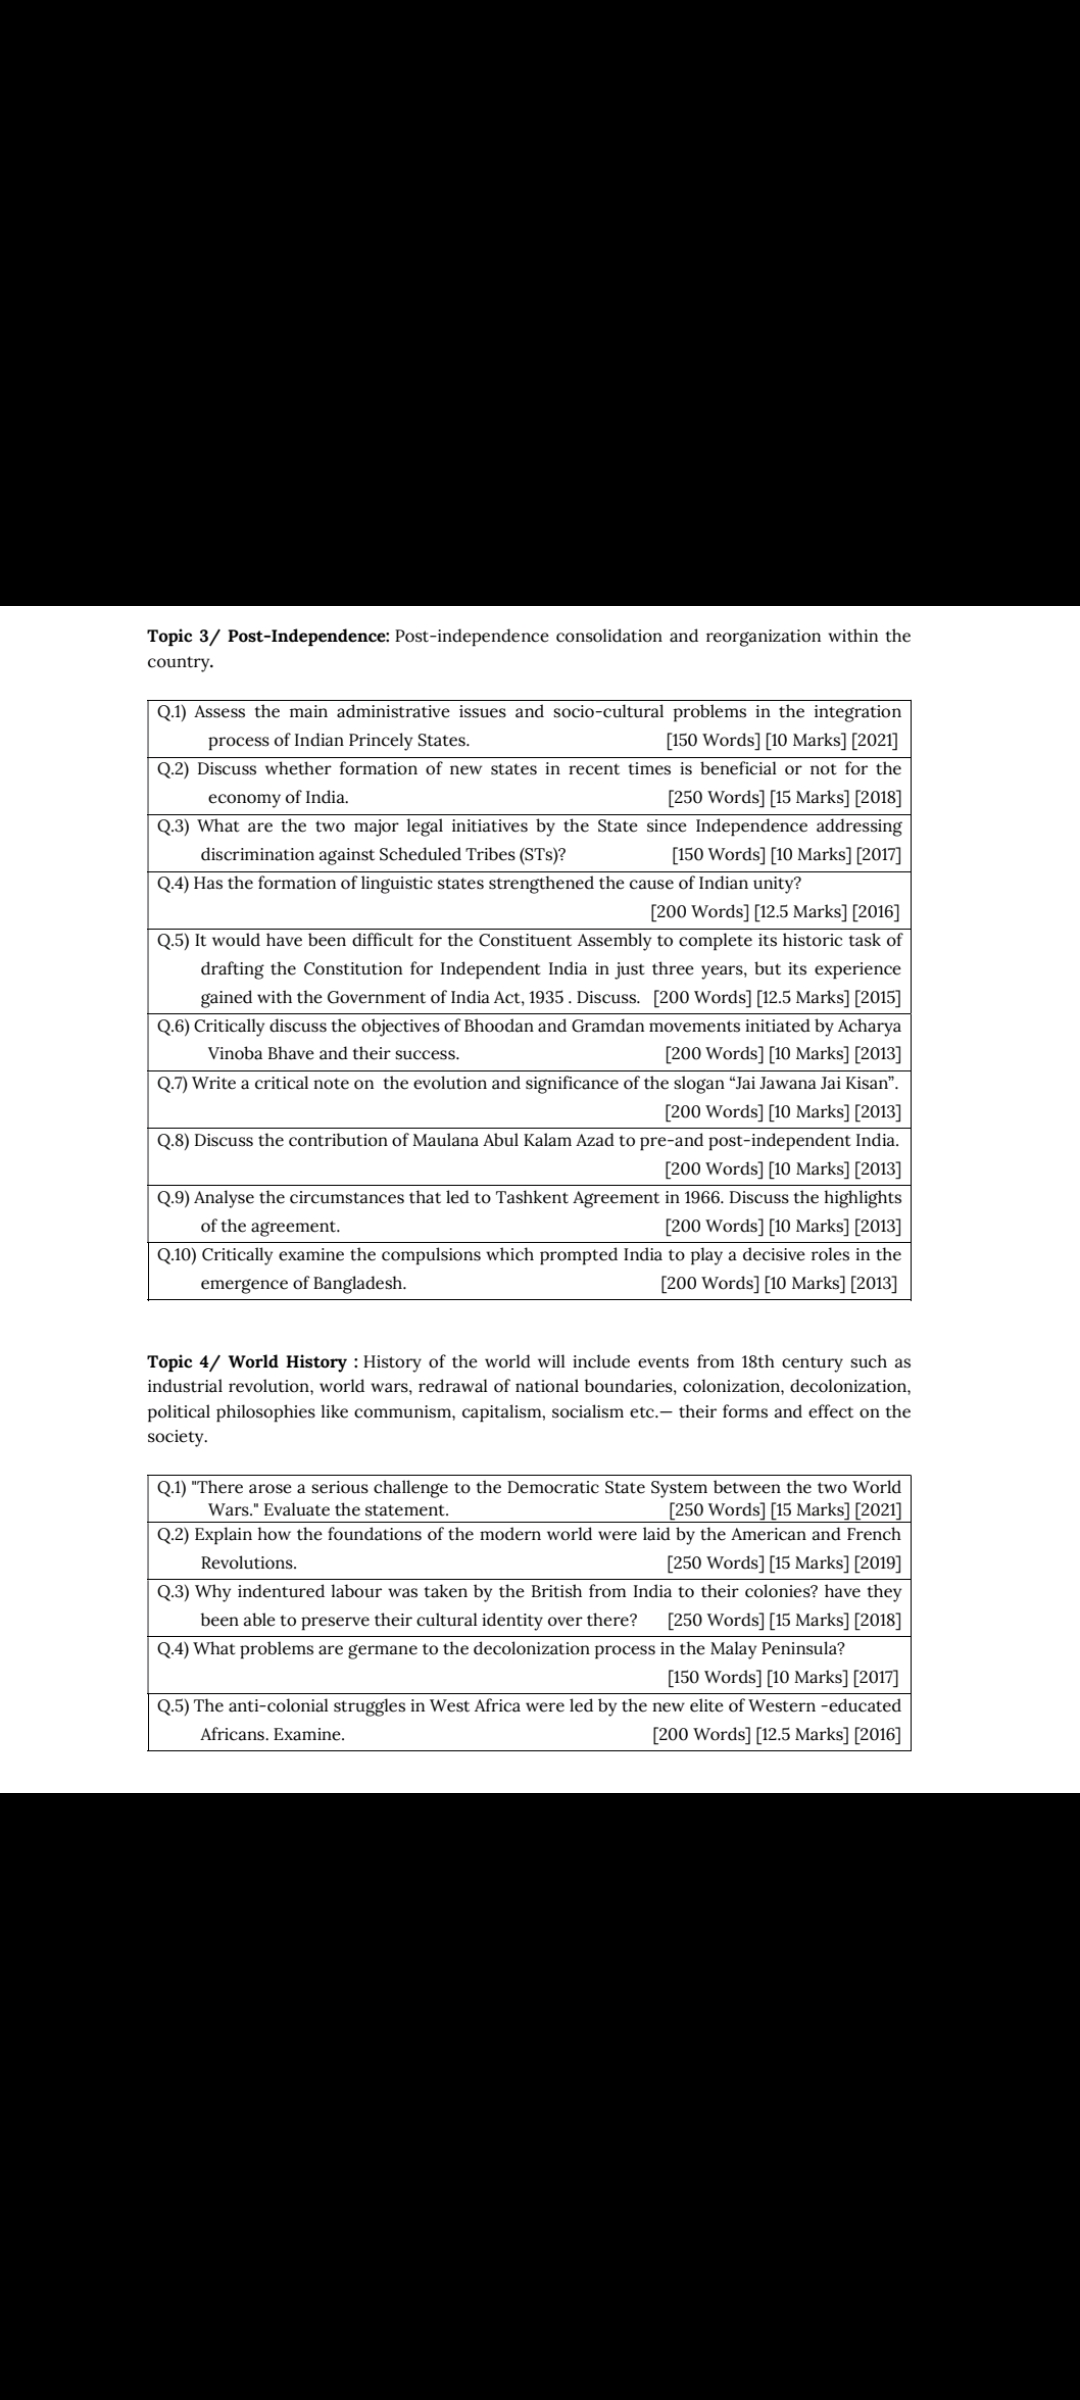 Topic 3/ Post-Independence: Post-independence consolidation and reorganization within the
country.
Q.1) Assess the main administrative issues and socio-cultural problems in the integration
process of Indian Princely States. [150 Words] [10 Marks] [2021]
Q.2) Discuss whether formation of new states in recent times is beneficial or not for the
economy of India. [250 Words] [15 Marks] [2018]
Q.3) What are the two major legal initiatives by the State since Independence addressing
discrimination against Scheduled Tribes (STs)? [150 Words] [10 Marks] [2017]
Q.4) Has the formation of linguistic states strengthened the cause of Indian unity?
[200 Words] [12.5 Marks] [2016]
Q.5) It would have been difficult for the Constituent Assembly to complete its historic task of
drafting the Constitution for Independent India in just three years, but its experience
gained with the Government of India Act, 1935 . Discuss. [200 Words] [12.5 Marks] [2015]
Q.6) Critically discuss the objectives of Bhoodan and Gramdan movements initiated by Acharya
Vinoba Bhave and their success. [200 Words] [10 Marks] [2013]
Q.7) Write a critical note on the evolution and significance of the slogan “Jai Jawana Jai Kisan”.
[200 Words] [10 Marks] [2013]
Q.8) Discuss the contribution of Maulana Abul Kalam Azad to pre-and post-independent India.
[200 Words] [10 Marks] [2013]
Q.9) Analyse the circumstances that led to Tashkent Agreement in 1966. Discuss the highlights
of the agreement. [200 Words] [10 Marks] [2013]
Q.10) Critically examine the compulsions which prompted India to play a decisive roles in the
emergence of Bangladesh. [200 Words] [10 Marks] [2013]
Topic 4/ World History : History of the world will include events from 18th century such as
industrial revolution, world wars, redrawal of national boundaries, colonization, decolonization,
political philosophies like communism, capitalism, socialism etc.— their forms and effect on the
society.
Q.1) "There arose a serious challenge to the Democratic State System between the two World
Wars." Evaluate the statement. [250 Words] [15 Marks] [2021]
Q.2) Explain how the foundations of the modern world were laid by the American and French
Revolutions. [250 Words] [15 Marks] [2019]
Q.3) Why indentured labour was taken by the British from India to their colonies? have they
been able to preserve their cultural identity over there? [250 Words] [15 Marks] [2018]
Q.4) What problems are germane to the decolonization process in the Malay Peninsula?
[150 Words] [10 Marks] [2017]
Q.5) The anti-colonial struggles in West Africa were led by the new elite of Western -educated
Africans. Examine. [200 Words] [12.5 Marks] [2016]